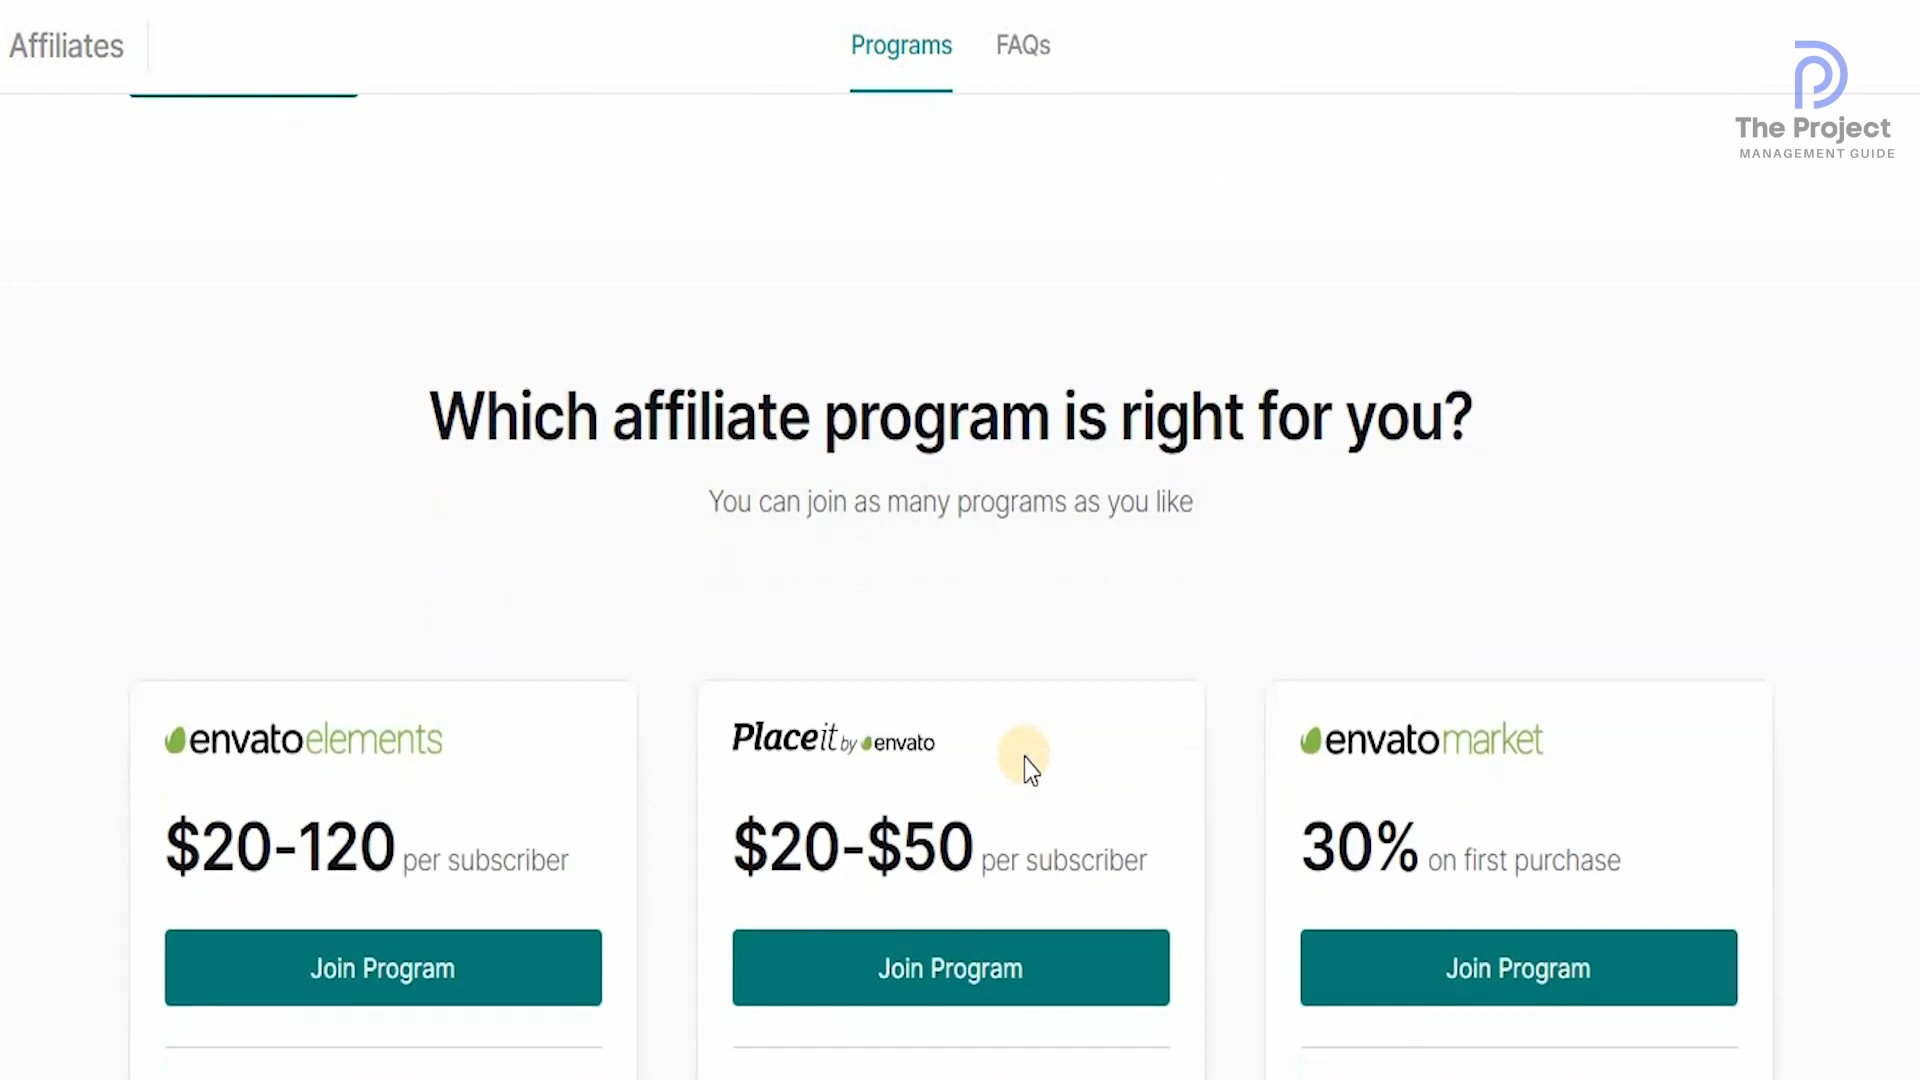 Affiliates
Programs
FAQs
The Project
MANAGEMENT GUIDE
Which affiliate program is right for you?
You can join as many programs as you like
envatoelements
$20-120 per subscriber
Join Program
Placeit by envato
$20-$50 per subscriber
Join Program
envatomarket
30% on first purchase
Join Program